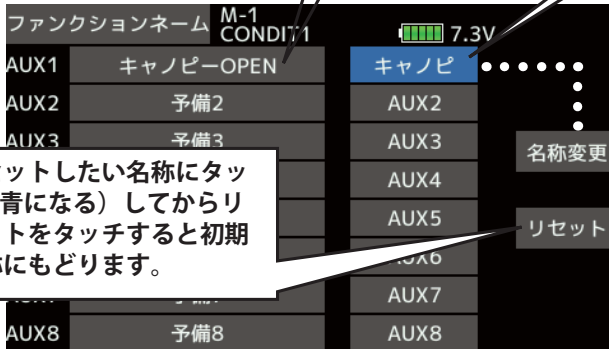 ファンクションネーム M-1 CONDIT1 7.3V
AUX1 キャノピーOPEN キャノピ
AUX2 予備2 AUX2
AUX3 予備3 AUX3
名称変更
ットしたい名称にタッ
青になる）してからリ
トをタッチすると初期
にもどります。
AUX4
AUX5
リセット
AUX6
AUX7
AUX8 予備8 AUX8